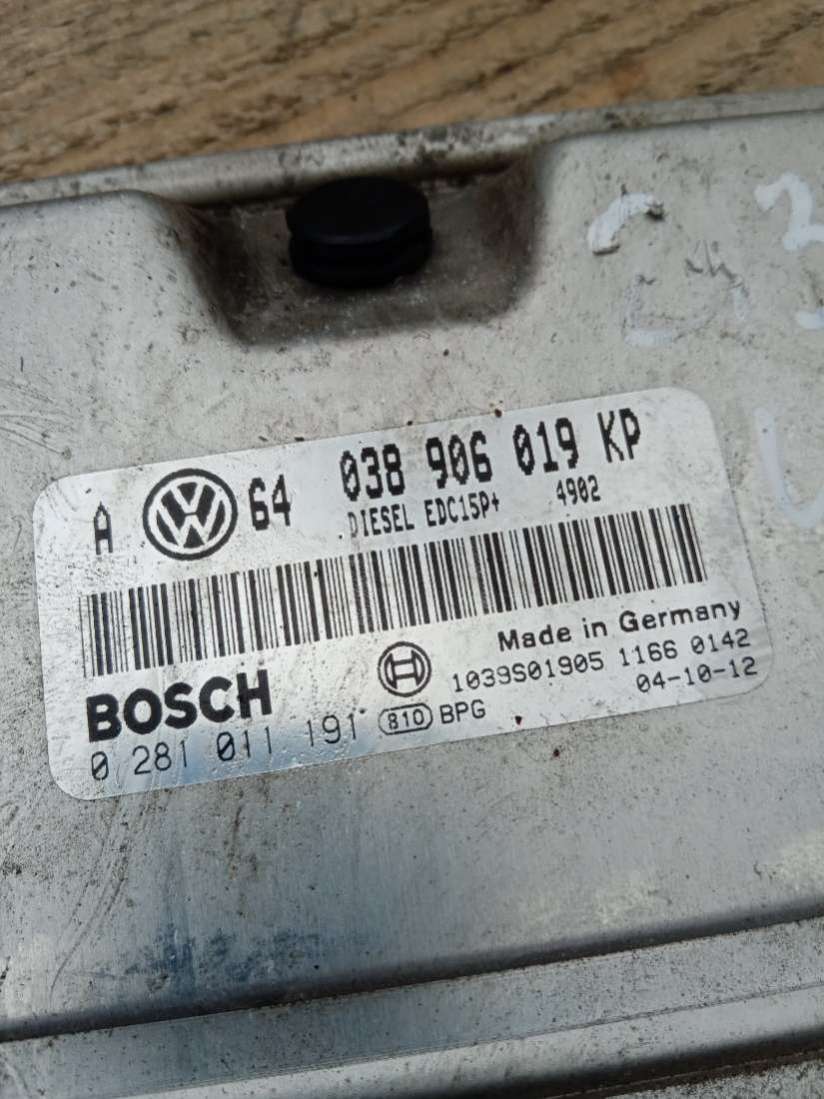 A VW 64 038 906 019 KP
DIESEL EDC15P+ 4902
Made in Germany
BOSCH 1039S01905 1166 0142
0 281 011 191 810 BPG 04-10-12